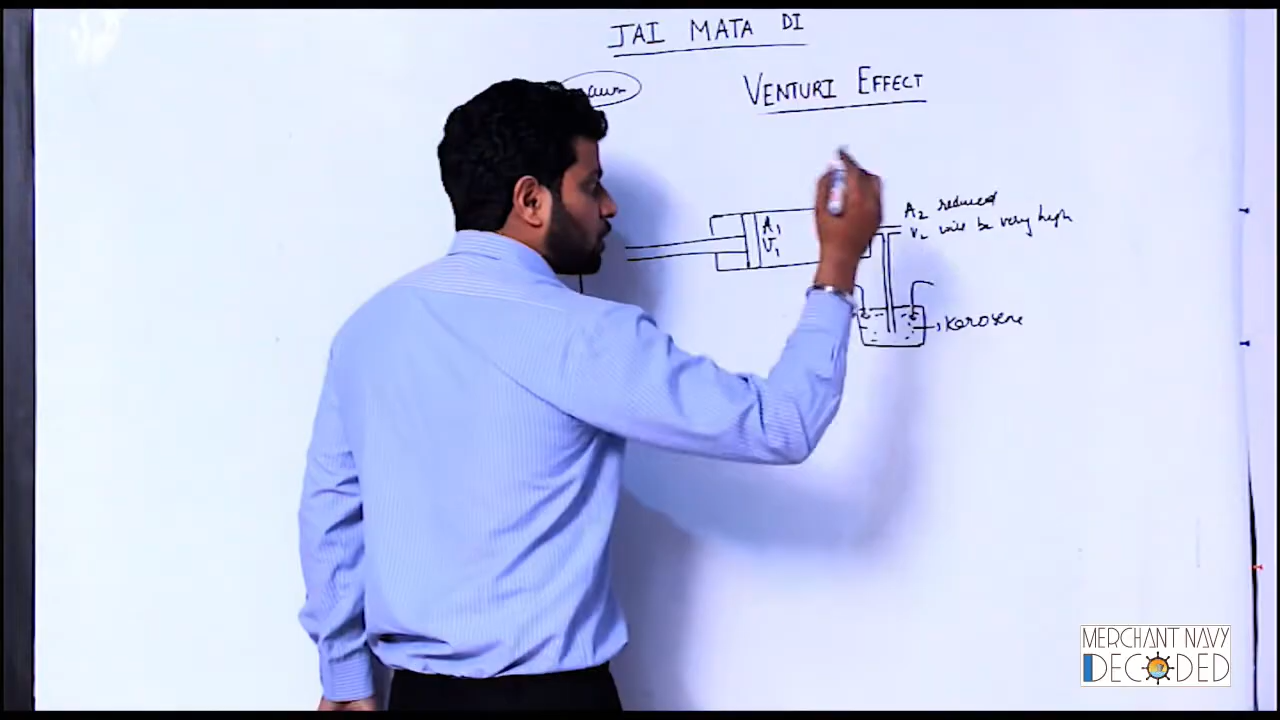 JAI MATA DI
VENTURI EFFECT
A₁
V₁
A₂ reduced
V₂ will be very high
kerosene
MERCHANT NAVY
DECODED